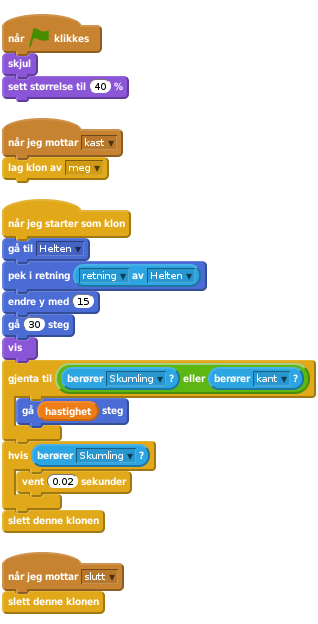 når klikkes
skjul
sett størrelse til 40 %
når jeg mottar kast
lag klon av meg
når jeg starter som klon
gå til Helten
pek i retning retning av Helten
endre y med 15
gå 30 steg
vis
gjenta til berører Skumling ? eller berører kant ?
gå hastighet steg
hvis berører Skumling ?
vent 0.02 sekunder
slett denne klonen
når jeg mottar slutt
slett denne klonen